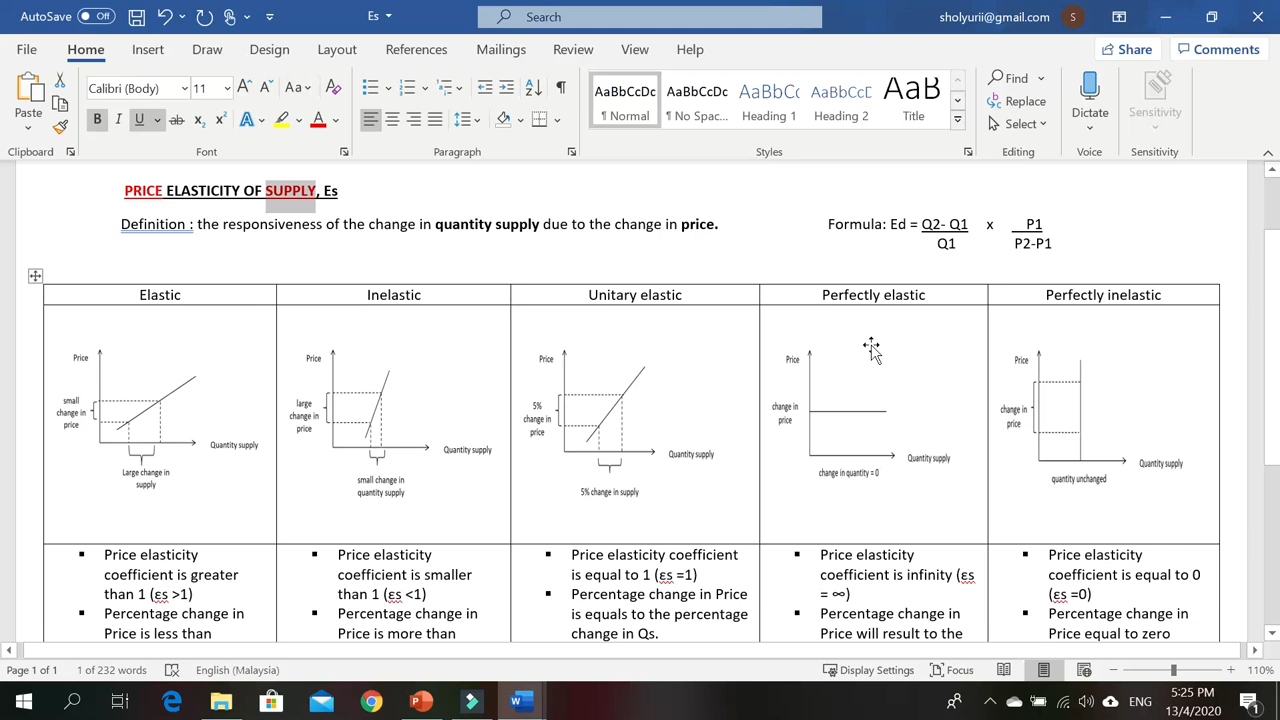 AutoSave Off Es Search sholyurii@gmail.com S
File Home Insert Draw Design Layout References Mailings Review View Help Share Comments
Calibri (Body) 11
AaBbCcDc AaBbCcDc AaBbCc AaBbCcD AaB
¶ Normal ¶ No Spac... Heading 1 Heading 2 Title
Paste
Find
Replace
Select
Dictate
Sensitivity
Clipboard Font Paragraph Styles Editing Voice Sensitivity
PRICE ELASTICITY OF SUPPLY, Es
Definition : the responsiveness of the change in quantity supply due to the change in price. Formula: Ed = Q2- Q1 x P1
Q1 P2-P1
Elastic Inelastic Unitary elastic Perfectly elastic Perfectly inelastic
Price
small
change in
price
Quantity supply
Large change in
supply
Price
large
change in
price
Quantity supply
small change in
quantity supply
Price
5%
change in
price
Quantity supply
5% change in supply
Price
change in
price
Quantity supply
change in quantity = 0
Price
change in
price
Quantity supply
quantity unchanged
▪ Price elasticity
coefficient is greater
than 1 (εs >1)
▪ Percentage change in
Price is less than
▪ Price elasticity
coefficient is smaller
than 1 (εs <1)
▪ Percentage change in
Price is more than
▪ Price elasticity coefficient
is equal to 1 (εs =1)
▪ Percentage change in Price
is equals to the percentage
change in Qs.
▪ Price elasticity
coefficient is infinity (εs
= ∞)
▪ Percentage change in
Price will result to the
▪ Price elasticity
coefficient is equal to 0
(εs =0)
▪ Percentage change in
Price equal to zero
Page 1 of 1 1 of 232 words English (Malaysia) Display Settings Focus 110%
ENG 5:25 PM
13/4/2020